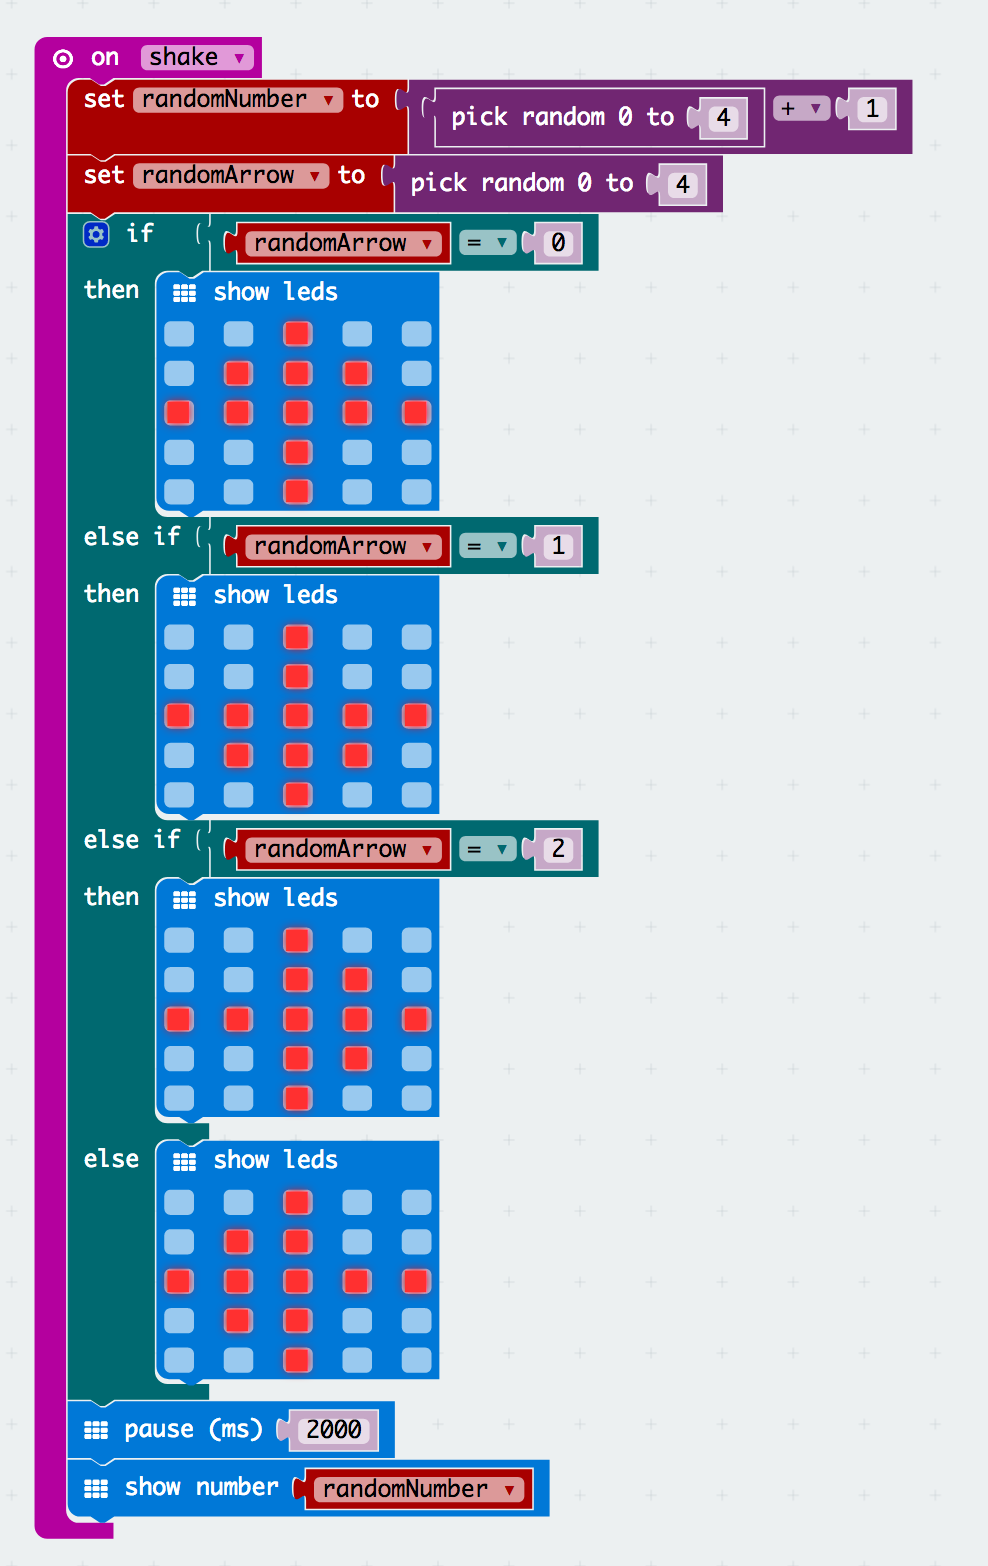 on shake
set randomNumber to pick random 0 to 4 + 1
set randomArrow to pick random 0 to 4
if randomArrow = 0
then show leds
else if randomArrow = 1
then show leds
else if randomArrow = 2
then show leds
else show leds
pause (ms) 2000
show number randomNumber